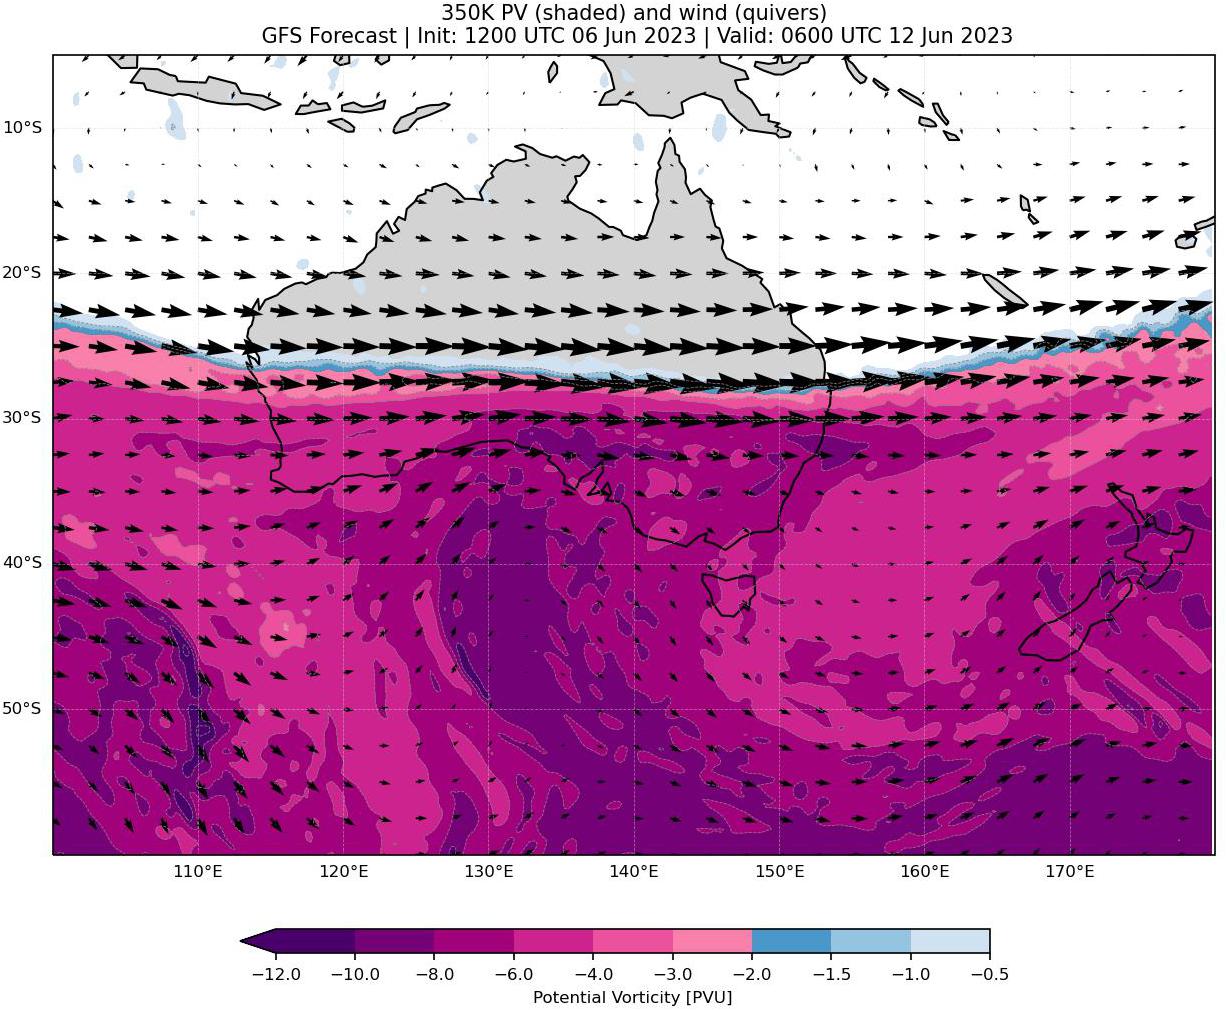 350K PV (shaded) and wind (quivers)
GFS Forecast | Init: 1200 UTC 06 Jun 2023 | Valid: 0600 UTC 12 Jun 2023
10°S
20°S
30°S
40°S
50°S
110°E 120°E 130°E 140°E 150°E 160°E 170°E
−12.0 −10.0 −8.0 −6.0 −4.0 −3.0 −2.0 −1.5 −1.0 −0.5
Potential Vorticity [PVU]